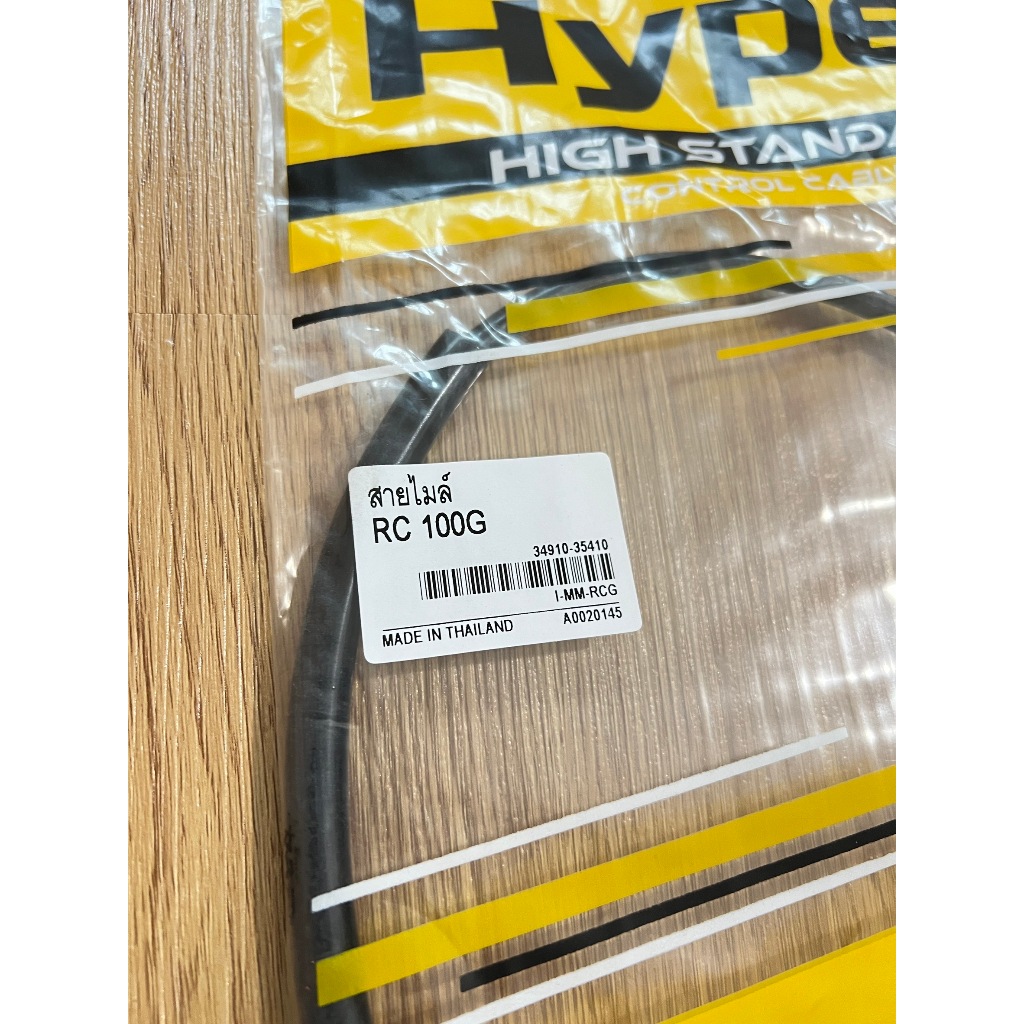 Hype
HIGH STANDA
CONTROL CABL
สายไมล์
RC 100G
34910-35410
I-MM-RCG
MADE IN THAILAND A0020145